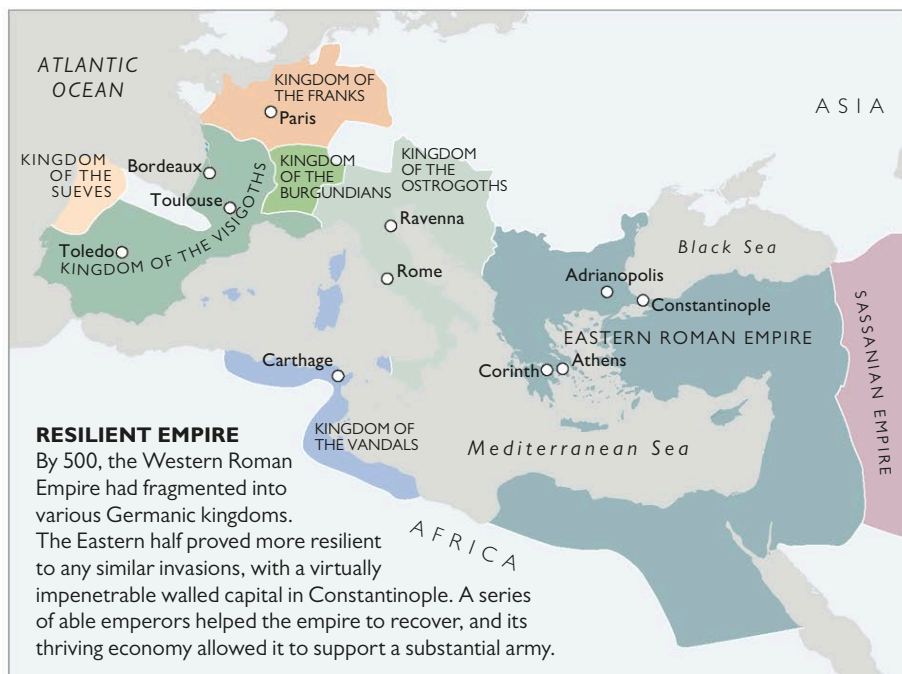 ATLANTIC
OCEAN
KINGDOM OF
THE FRANKS
Paris
ASIA
KINGDOM
OF THE
SUEVES
Bordeaux
KINGDOM
OF THE
BURGUNDIANS
KINGDOM
OF THE
OSTROGOTHS
Toulouse
Ravenna
Toledo
KINGDOM OF THE VISIGOTHS
Rome
Black Sea
Adrianopolis
Constantinople
SASSANIAN EMPIRE
EASTERN ROMAN EMPIRE
Carthage
Corinth
Athens
KINGDOM OF
THE VANDALS
Mediterranean Sea
AFRICA
RESILIENT EMPIRE
By 500, the Western Roman
Empire had fragmented into
various Germanic kingdoms.
The Eastern half proved more resilient
to any similar invasions, with a virtually
impenetrable walled capital in Constantinople. A series
of able emperors helped the empire to recover, and its
thriving economy allowed it to support a substantial army.